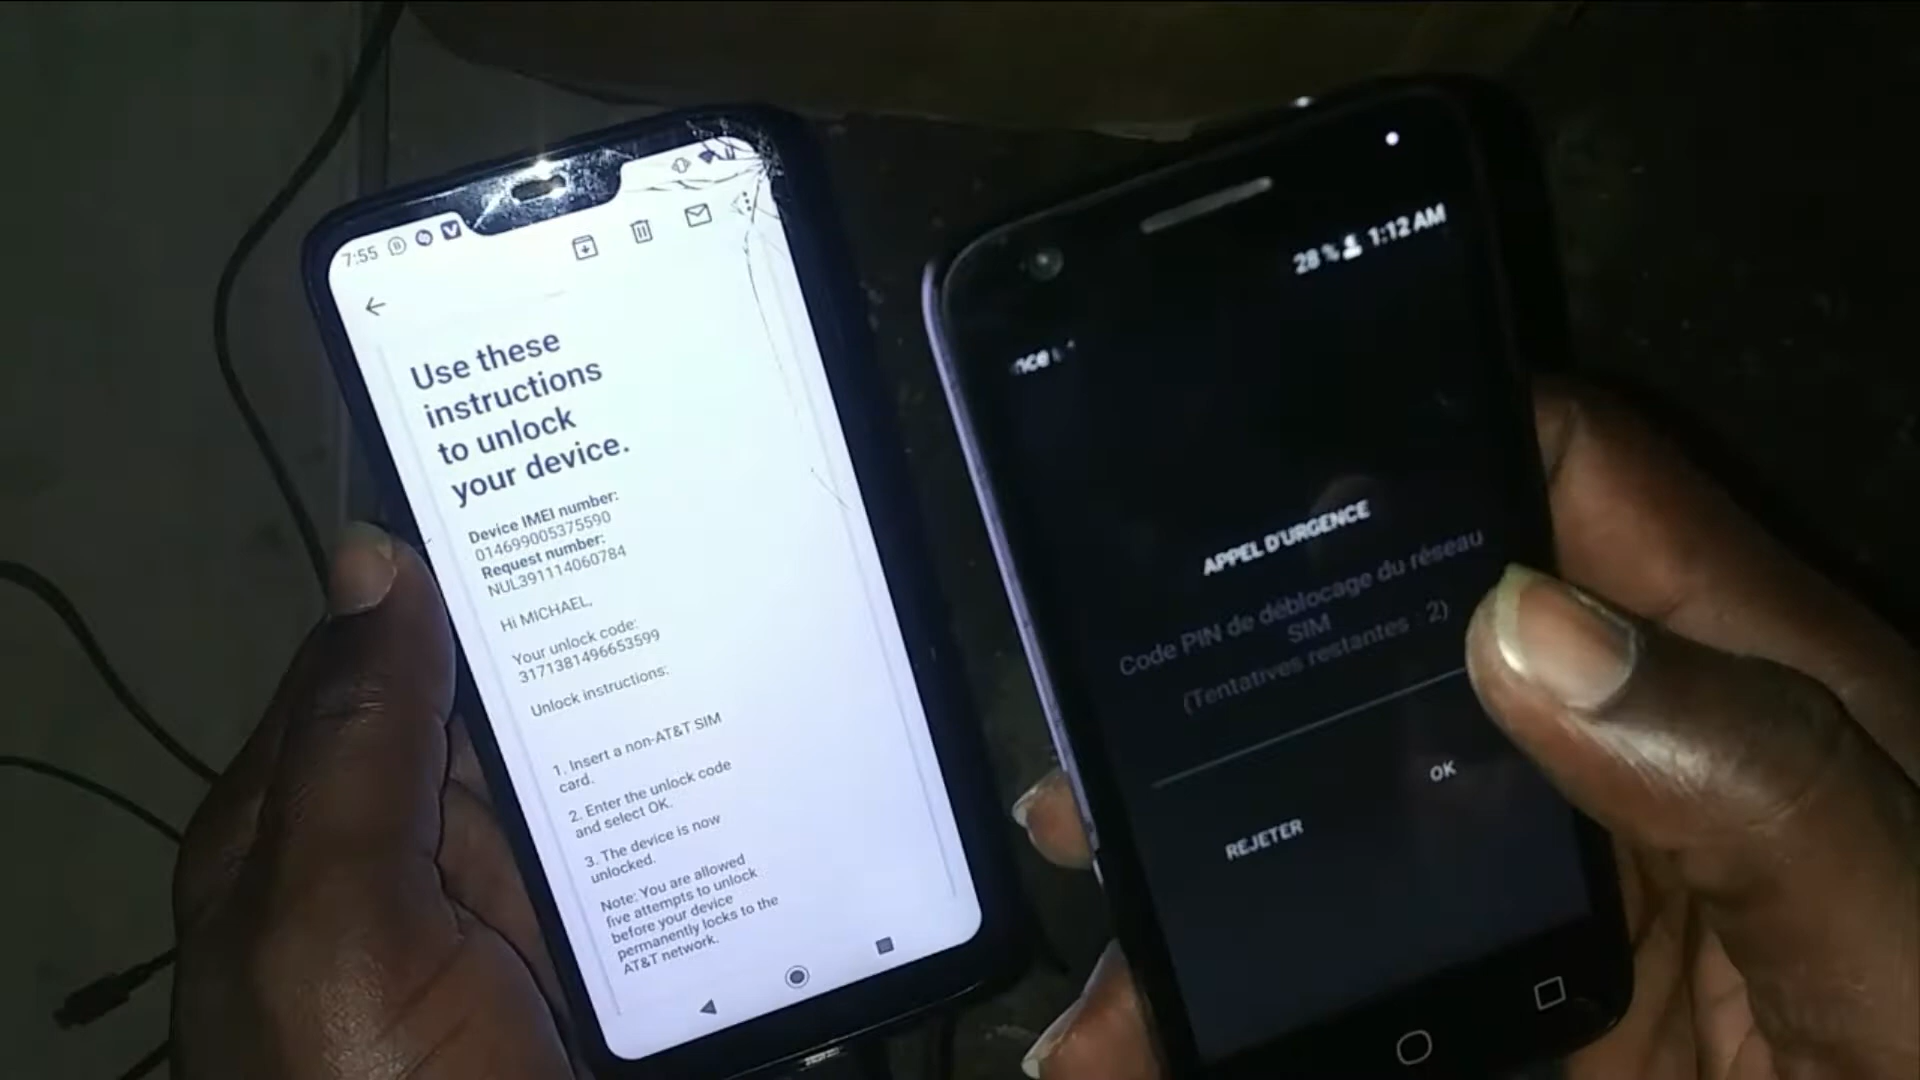 7:55
Use these
instructions
to unlock
your device.
Device IMEI number:
014699005375590
Request number:
NUL391114060784
Hi MICHAEL,
Your unlock code:
3171381496653599
Unlock instructions:
1. Insert a non-AT&T SIM
card.
2. Enter the unlock code
and select OK.
3. The device is now
unlocked.
Note: You are allowed
five attempts to unlock
before your device
permanently locks to the
AT&T network.
28 % 1:12 AM
APPEL D'URGENCE
Code PIN de déblocage du réseau
SIM
(Tentatives restantes : 2)
OK
REJETER